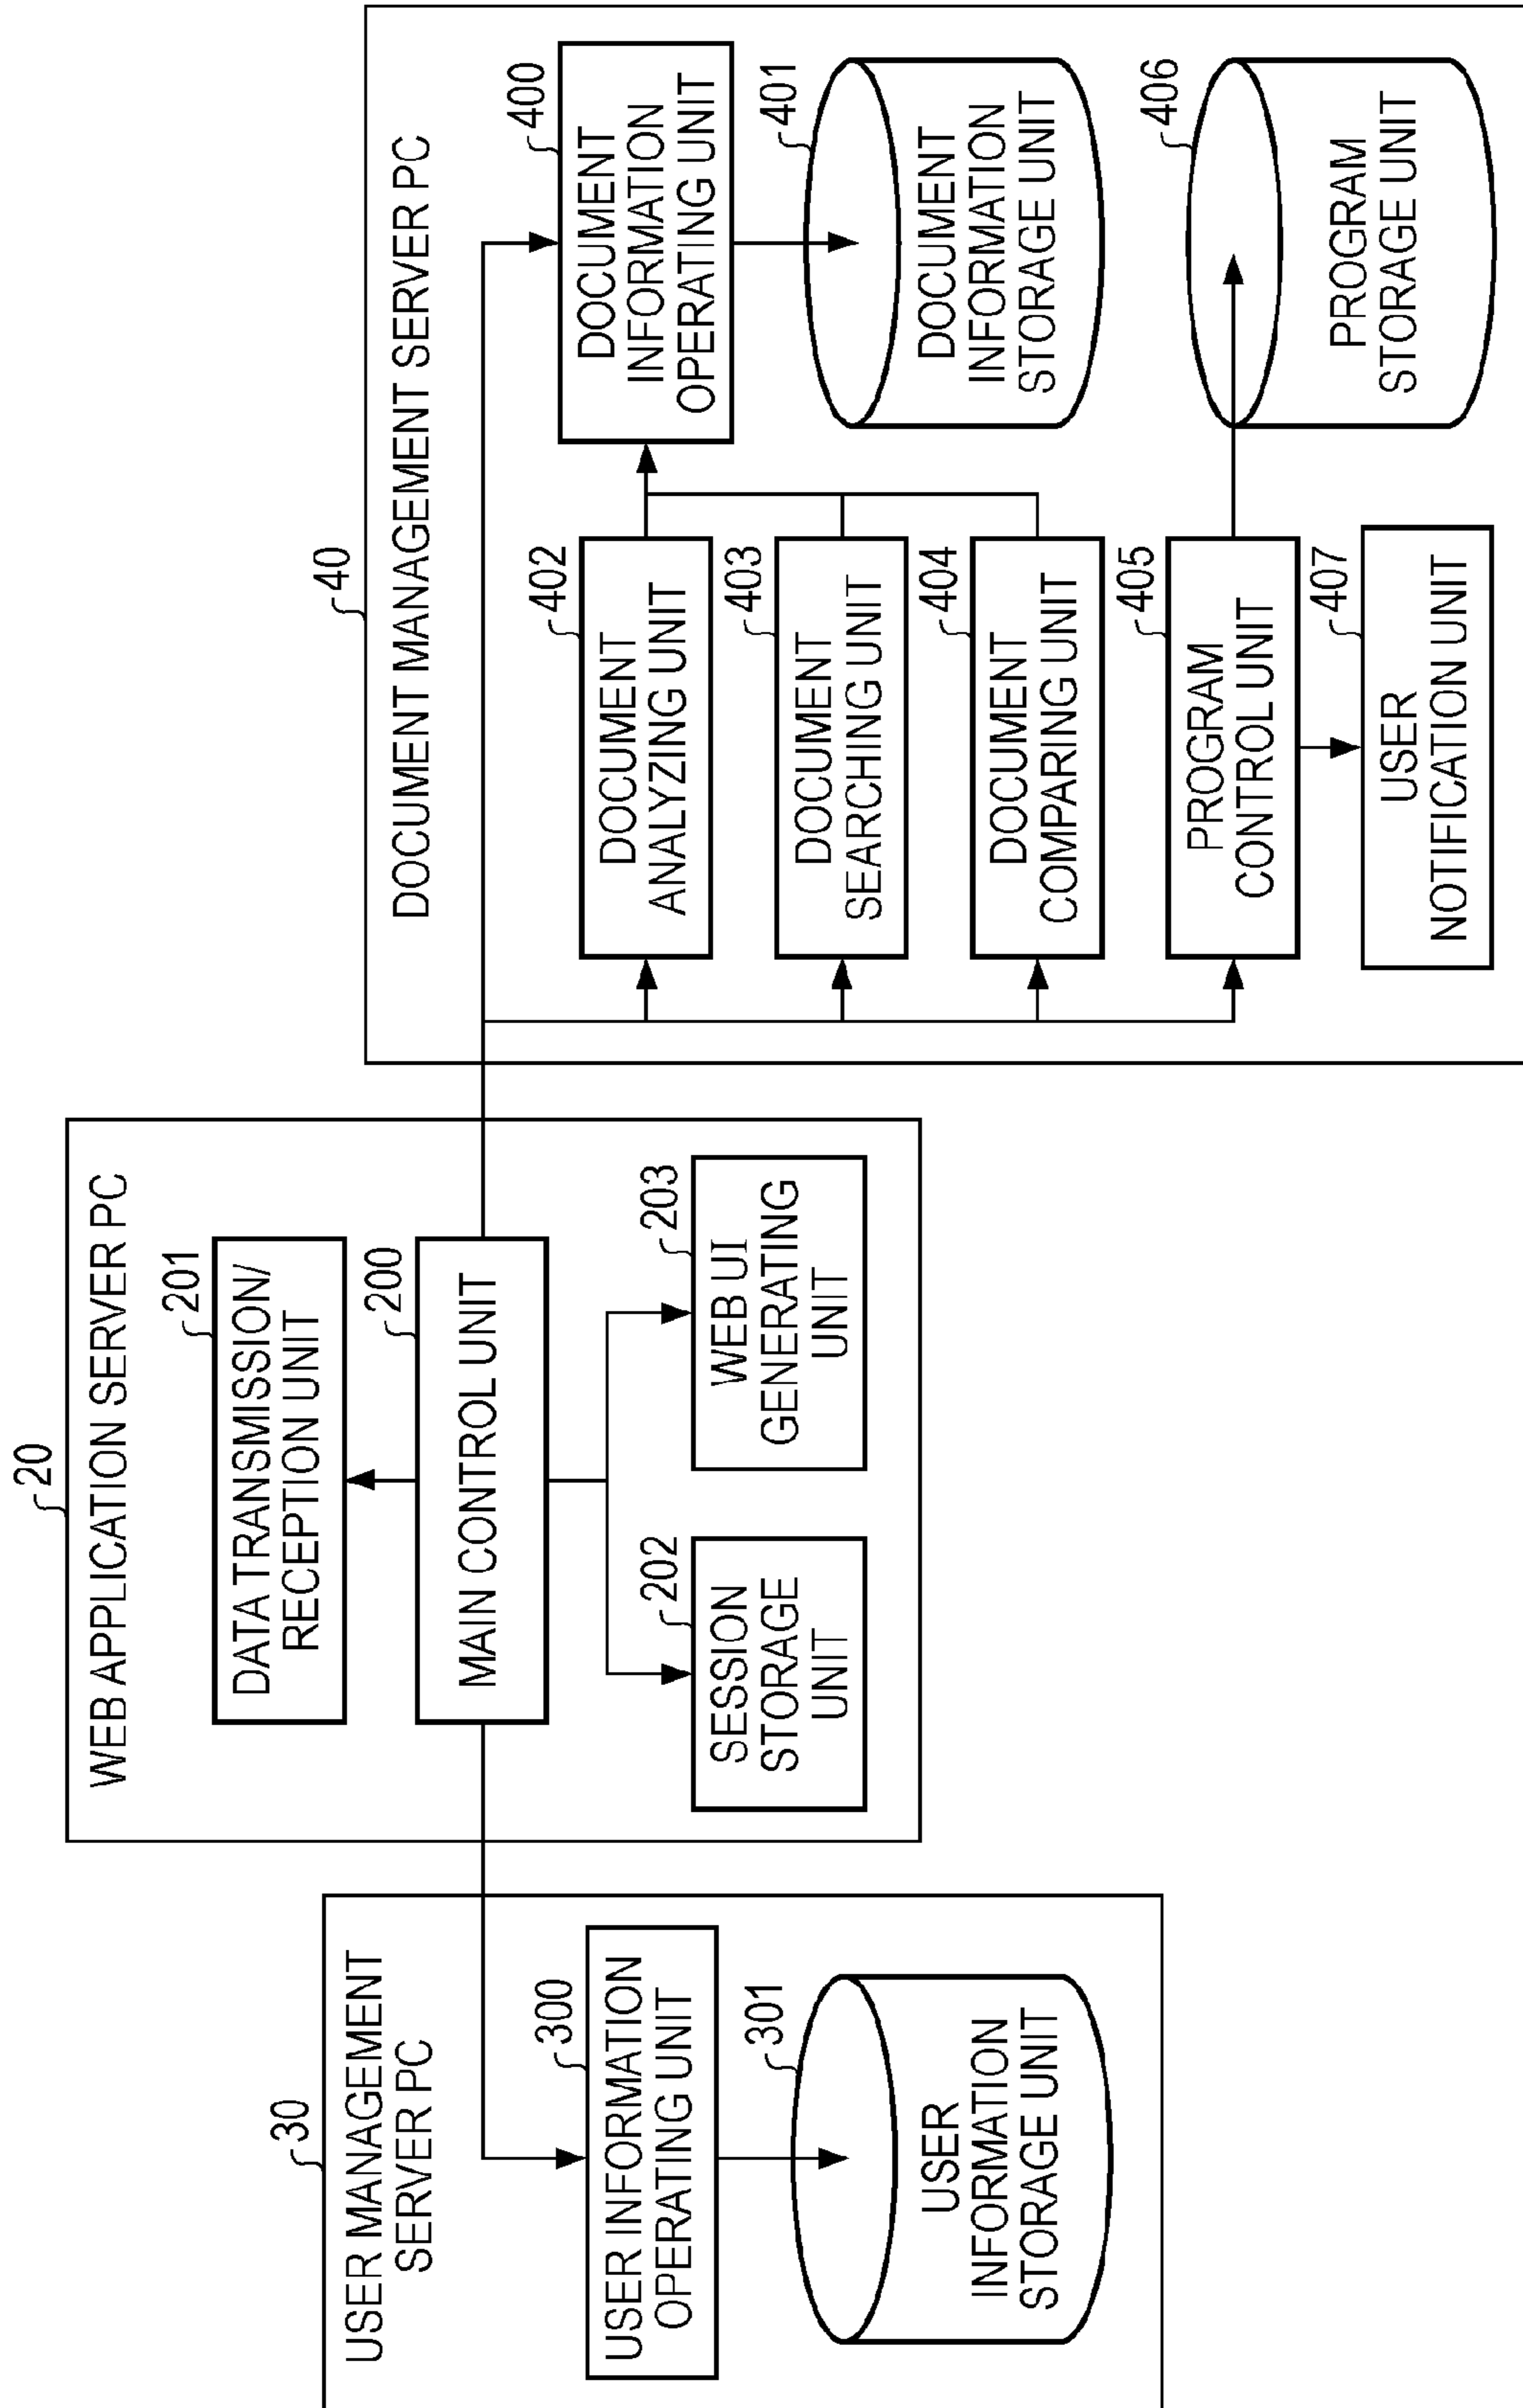 20
WEB APPLICATION SERVER PC
201
DATA TRANSMISSION/
RECEPTION UNIT
200
MAIN CONTROL UNIT
202
SESSION
STORAGE
UNIT
203
WEB UI
GENERATING
UNIT
30
USER MANAGEMENT
SERVER PC
300
USER INFORMATION
OPERATING UNIT
301
USER
INFORMATION
STORAGE UNIT
40
DOCUMENT MANAGEMENT SERVER PC
400
DOCUMENT
INFORMATION
OPERATING UNIT
401
DOCUMENT
INFORMATION
STORAGE UNIT
402
DOCUMENT
ANALYZING UNIT
403
DOCUMENT
SEARCHING UNIT
404
DOCUMENT
COMPARING UNIT
405
PROGRAM
CONTROL UNIT
406
PROGRAM
STORAGE UNIT
407
USER
NOTIFICATION UNIT